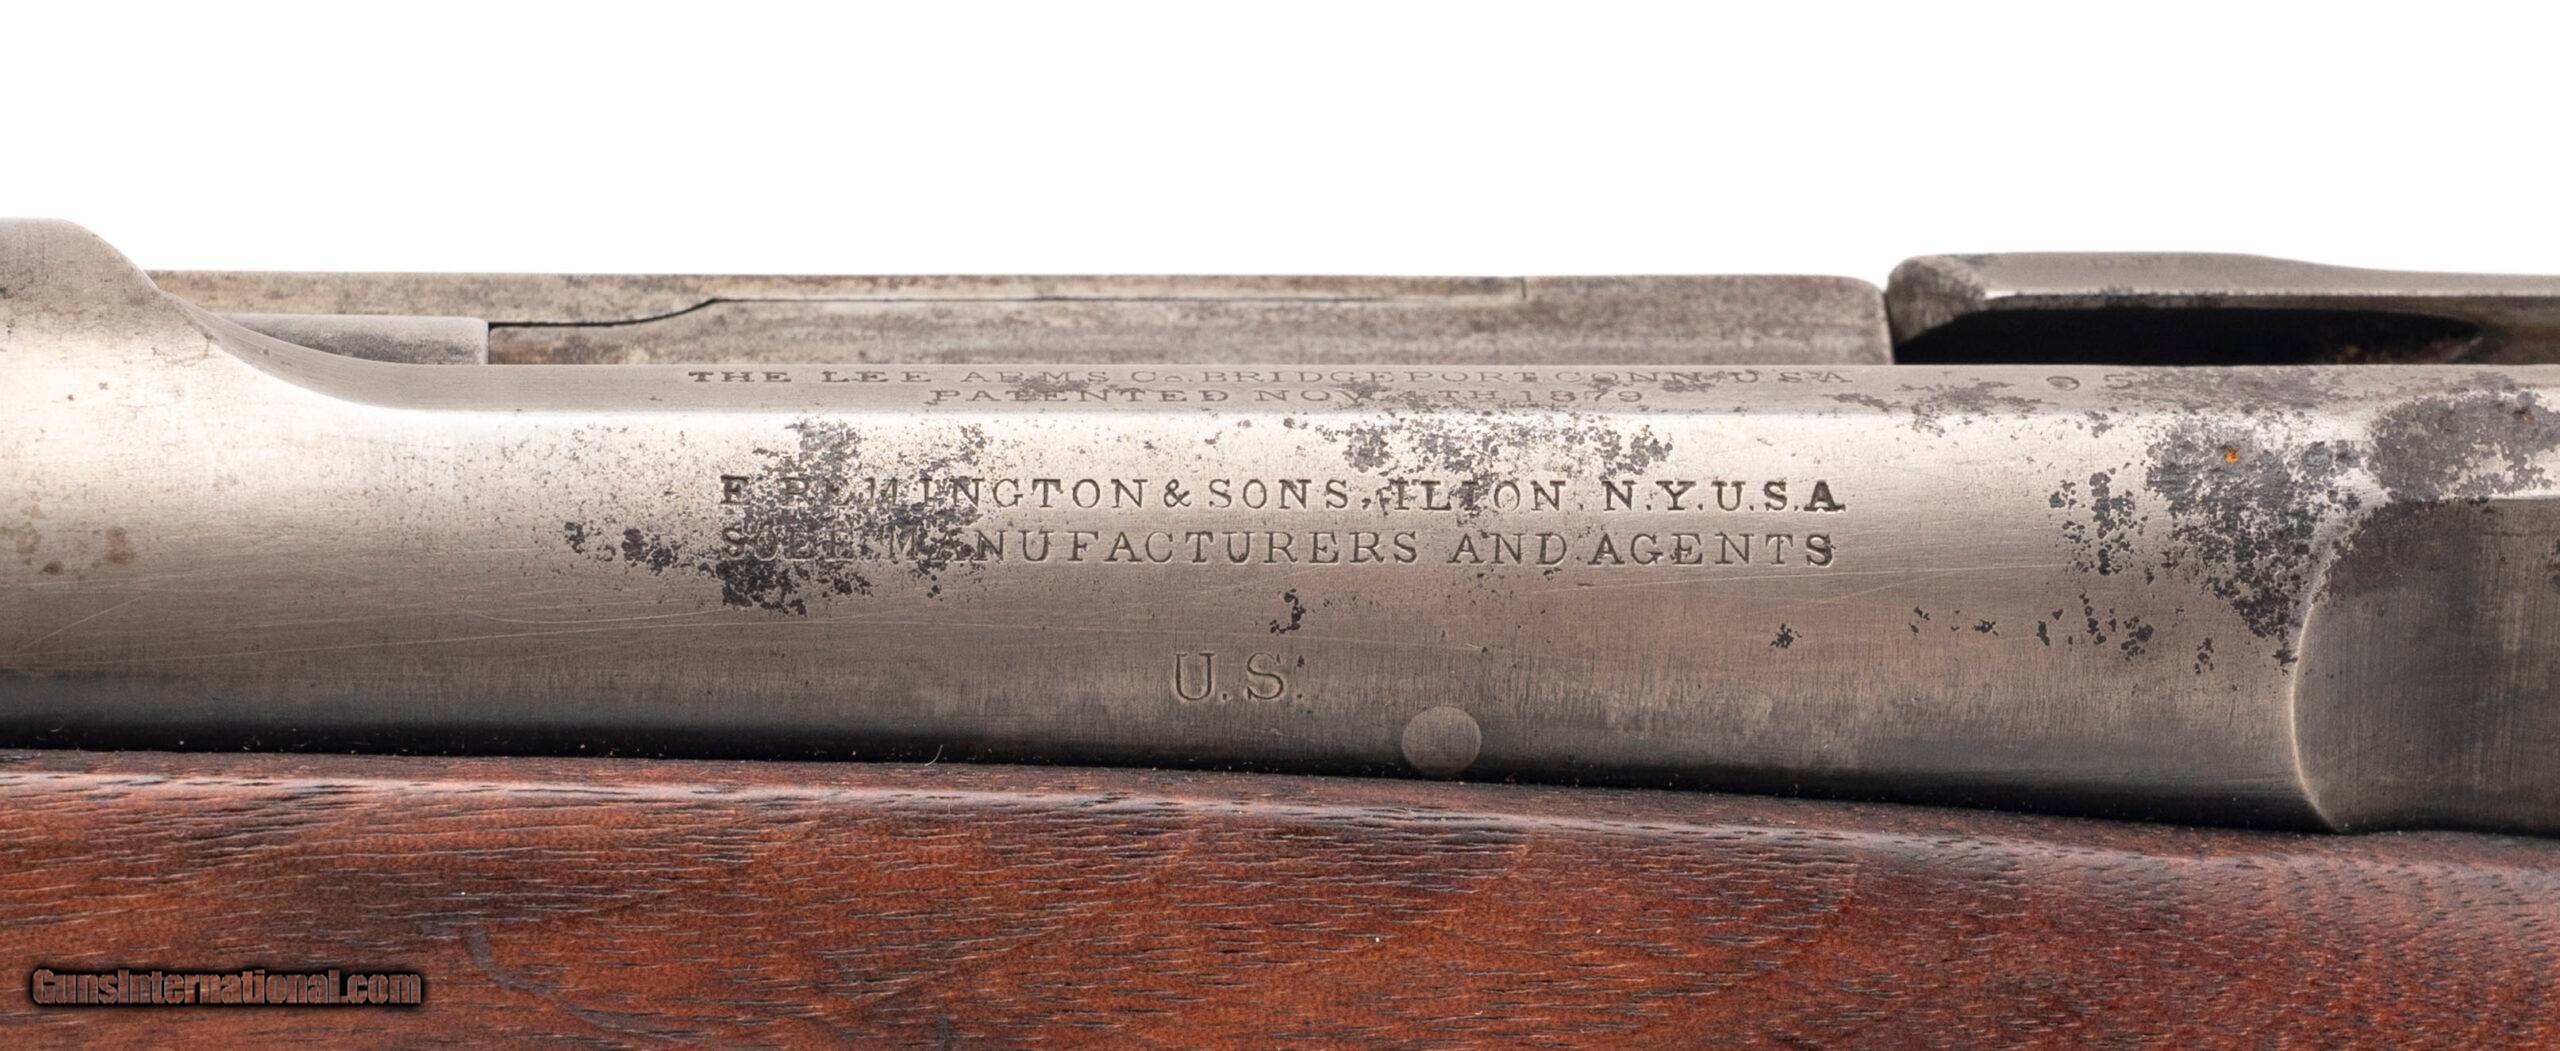 THE LEE ARMS Co. BRIDGEPORT CONN. U.S.A
PATENTED NOV. 4TH 1879
E. REMINGTON & SONS, ILION, N.Y. U.S.A
SOLE MANUFACTURERS AND AGENTS
U.S.
GunsInternational.com